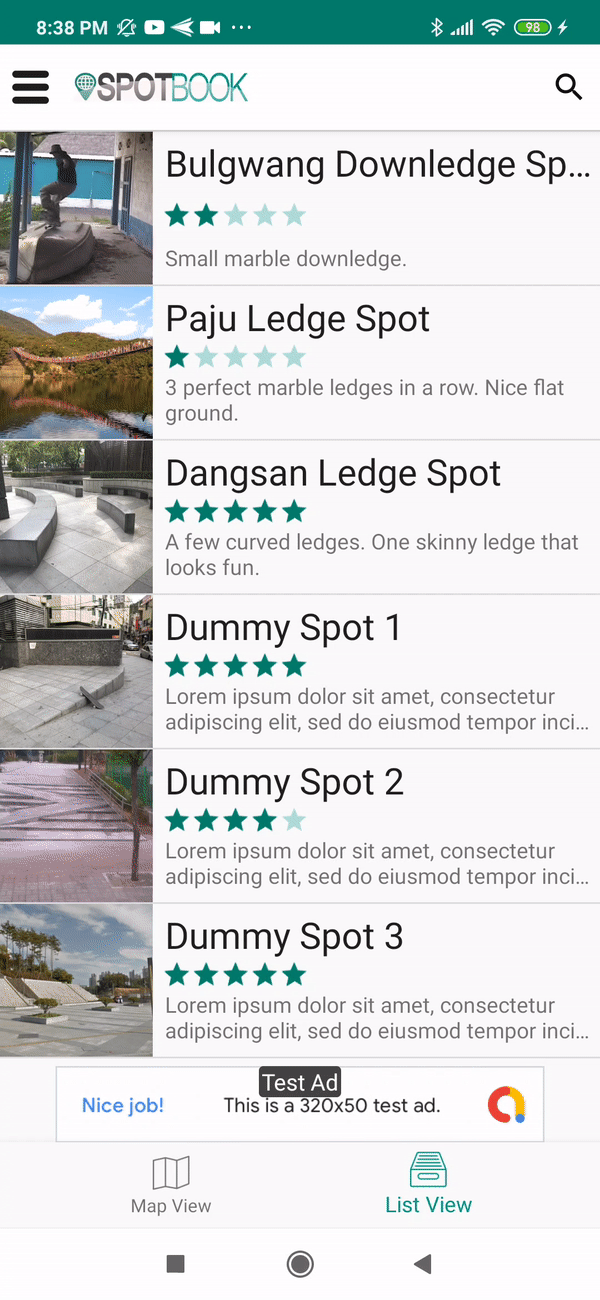 8:38 PM
98
SPOTBOOK
Bulgwang Downledge Sp...
Small marble downledge.
Paju Ledge Spot
3 perfect marble ledges in a row. Nice flat
ground.
Dangsan Ledge Spot
A few curved ledges. One skinny ledge that
looks fun.
Dummy Spot 1
Lorem ipsum dolor sit amet, consectetur
adipiscing elit, sed do eiusmod tempor inci...
Dummy Spot 2
Lorem ipsum dolor sit amet, consectetur
adipiscing elit, sed do eiusmod tempor inci...
Dummy Spot 3
Lorem ipsum dolor sit amet, consectetur
adipiscing elit, sed do eiusmod tempor inci...
Test Ad
Nice job! This is a 320x50 test ad.
Map View
List View